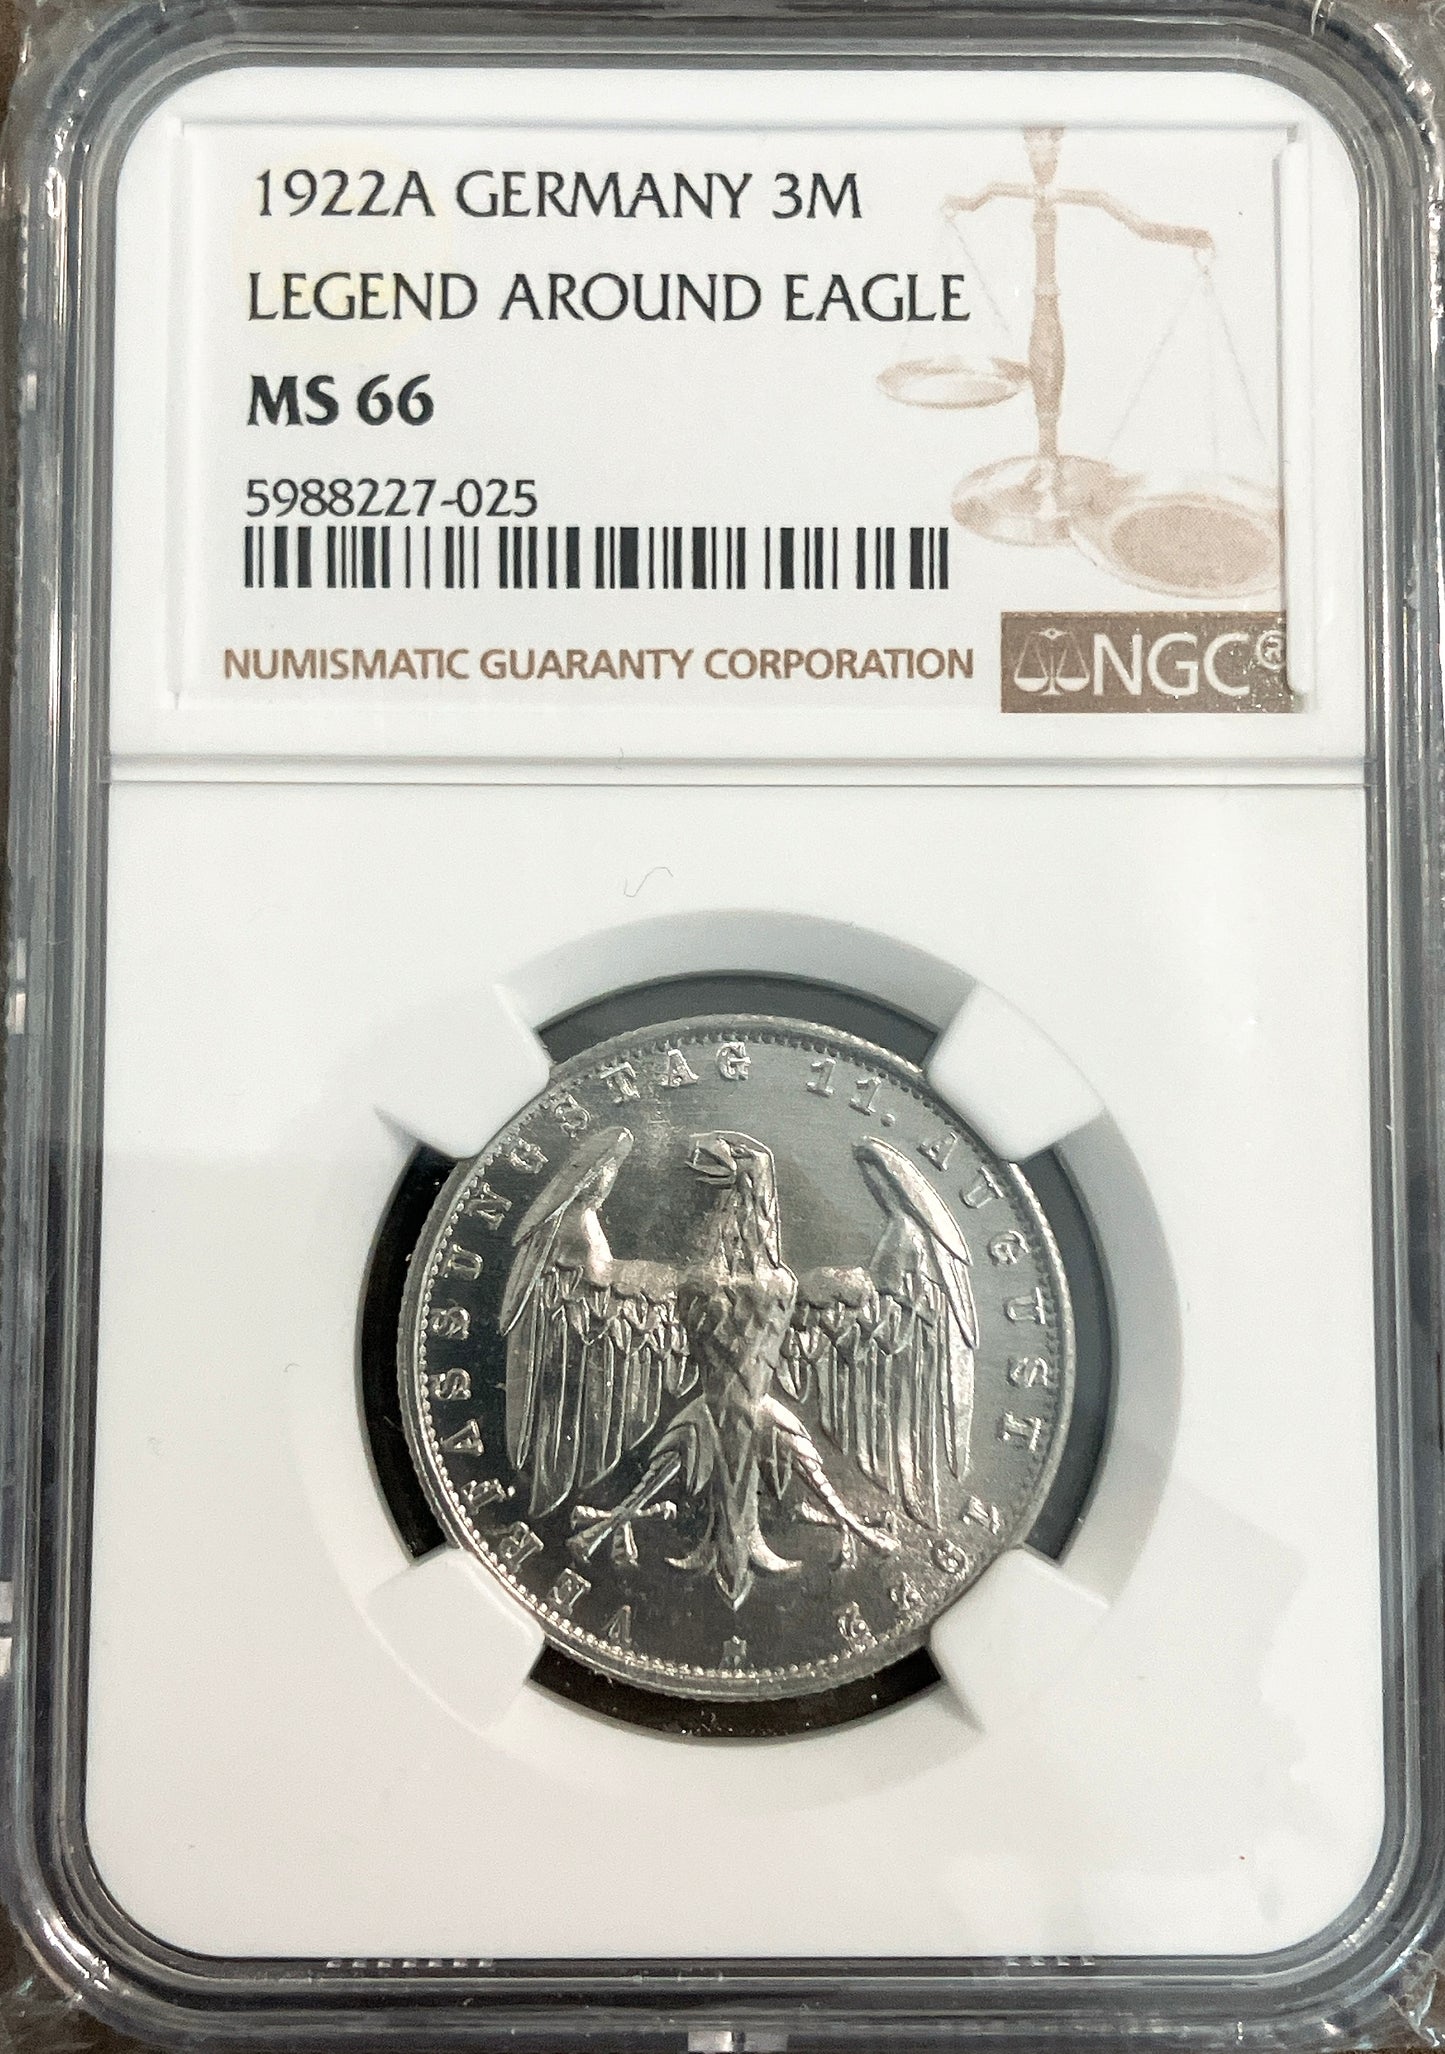 1922A GERMANY 3M
LEGEND AROUND EAGLE
MS 66
5988227-025
NUMISMATIC GUARANTY CORPORATION
NGC®
VERFASSUNGSTAG 11. AUGUST 1922